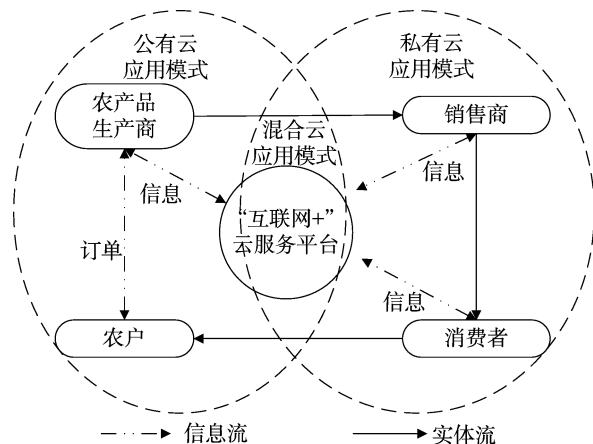 公有云
应用模式
私有云
应用模式
农产品
生产商
销售商
混合云
应用模式
信息
信息
“互联网+”
云服务平台
订单
信息
农户
消费者
信息流
实体流